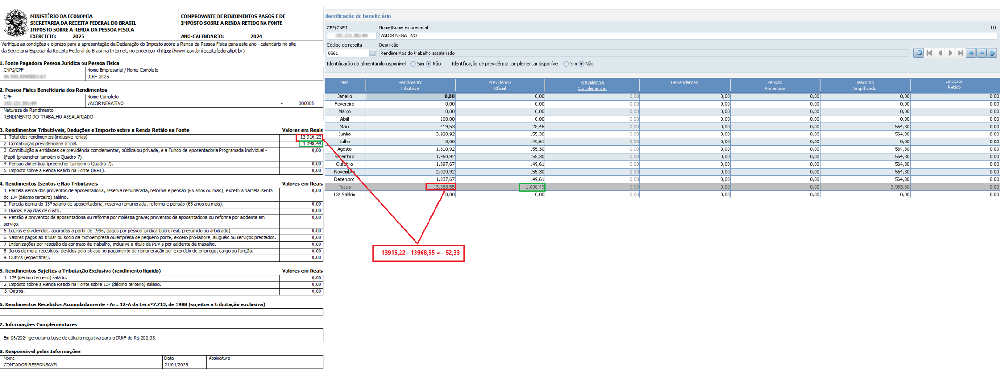 MINISTÉRIO DA ECONOMIA
SECRETARIA DA RECEITA FEDERAL DO BRASIL
IMPOSTO SOBRE A RENDA DA PESSOA FÍSICA
EXERCÍCIO: 2025
COMPROVANTE DE RENDIMENTOS PAGOS E DE
IMPOSTO SOBRE A RENDA RETIDO NA FONTE
ANO-CALENDÁRIO: 2024
Verifique as condições e o prazo para a apresentação da Declaração do Imposto sobre a Renda da Pessoa Física para este ano - calendário no site
da Secretaria Especial da Receita Federal do Brasil na Internet, no endereço <https://www.gov.br/receitafederal/pt-br>
1. Fonte Pagadora Pessoa Jurídica ou Pessoa Física
CNPJ/CPF Nome Empresarial / Nome Completo
DIRF 2025
2. Pessoa Física Beneficiária dos Rendimentos
CPF Nome Completo
VALOR NEGATIVO - 000005
Natureza do Rendimento
RENDIMENTO DO TRABALHO ASSALARIADO
3. Rendimentos Tributáveis, Deduções e Imposto sobre a Renda Retido na Fonte Valores em Reais
1. Total dos rendimentos (inclusive férias). 13.916,22
2. Contribuição previdenciária oficial. 1.098,49
3. Contribuição a entidades de previdência complementar, pública ou privada, e a Fundo de Aposentadoria Programada Individual - 0,00
(Fapi) (preencher também o Quadro 7).
4. Pensão alimentícia (preencher também o Quadro 7). 0,00
5. Imposto sobre a Renda Retido na Fonte (IRRF). 0,00
4. Rendimentos Isentos e Não Tributáveis Valores em Reais
1. Parcela isenta dos proventos de aposentadoria, reserva remunerada, reforma e pensão (65 anos ou mais), exceto a parcela isenta 0,00
do 13º (décimo terceiro) salário.
2. Parcela isenta do 13º salário de aposentadoria, reserva remunerada, reforma e pensão (65 anos ou mais). 0,00
3. Diárias e ajudas de custo. 0,00
4. Pensão e proventos de aposentadoria ou reforma por moléstia grave; proventos de aposentadoria ou reforma por acidente em 0,00
serviço.
5. Lucros e dividendos, apurados a partir de 1996, pagos por pessoa jurídica (lucro real, presumido ou arbitrado). 0,00
6. Valores pagos ao titular ou sócio da microempresa ou empresa de pequeno porte, exceto pró-labore, aluguéis ou serviços prestados. 0,00
7. Indenizações por rescisão de contrato de trabalho, inclusive a título de PDV e por acidente de trabalho. 0,00
8. Juros de mora recebidos, devidos pelo atraso no pagamento de remuneração por exercício de emprego, cargo ou função. 0,00
9. Outros (especificar). 0,00
5. Rendimentos Sujeitos a Tributação Exclusiva (rendimento líquido) Valores em Reais
1. 13º (décimo terceiro) salário. 0,00
2. Imposto sobre a Renda Retido na Fonte sobre 13º (décimo terceiro) salário. 0,00
3. Outros. 0,00
6. Rendimentos Recebidos Acumuladamente - Art. 12-A da Lei nº7.713, de 1988 (sujeitos a tributação exclusiva)
7. Informações Complementares
Em 06/2024 gerou uma base de cálculo negativa para o IRRF de R$ 202,33.
8. Responsável pelas Informações
Nome Data Assinatura
CONTADOR RESPONSAVEL 21/01/2025
Identificação do beneficiário
CPF/CNPJ Nome/Nome empresarial 1/1
VALOR NEGATIVO
Código de receita Descrição
0561 Rendimentos do trabalho assalariado
Identificação do alimentando disponível Sim Não Identificação de previdência complementar disponível Sim Não
Mês Rendimento Tributável Previdência Oficial Previdência Complementar Dependentes Pensão Alimentícia Desconto Simplificado Imposto Retido
Janeiro 0,00 0,00 0,00 0,00 0,00 0,00 0,00
Fevereiro 0,00 0,00 0,00 0,00 0,00 0,00 0,00
Março 0,00 0,00 0,00 0,00 0,00 0,00 0,00
Abril 100,00 0,00 0,00 0,00 0,00 0,00 0,00
Maio 419,53 28,46 0,00 0,00 0,00 564,80 0,00
Junho 3.920,92 155,30 0,00 0,00 0,00 564,80 0,00
Julho 0,00 149,61 0,00 0,00 0,00 0,00 0,00
Agosto 1.810,92 155,30 0,00 0,00 0,00 564,80 0,00
Setembro 1.960,92 155,30 0,00 0,00 0,00 564,80 0,00
Outubro 1.897,67 149,61 0,00 0,00 0,00 564,80 0,00
Novembro 2.020,92 155,30 0,00 0,00 0,00 564,80 0,00
Dezembro 1.837,67 149,61 0,00 0,00 0,00 564,80 0,00
Totais 13.968,55 1.098,49 0,00 0,00 0,00 3.953,60 0,00
13º Salário 0,00 0,00 0,00 0,00 0,00 0,00 0,00
13916,22 - 13968,55 = - 52,33